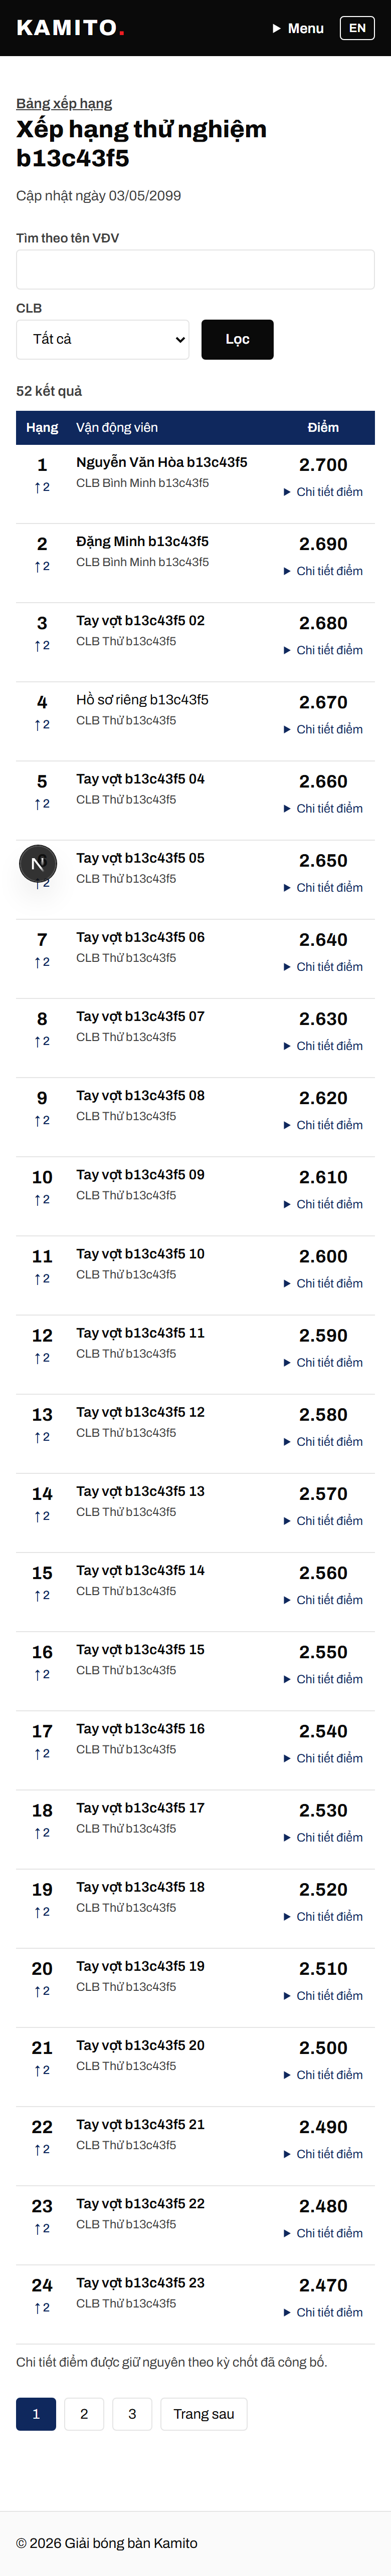 KAMITO.
▶ Menu
EN
Bảng xếp hạng
Xếp hạng thử nghiệm
b13c43f5
Cập nhật ngày 03/05/2099
Tìm theo tên VĐV
CLB
Tất cả
Lọc
52 kết quả
Hạng Vận động viên Điểm
1 Nguyễn Văn Hòa b13c43f5 2.700
↑2 CLB Bình Minh b13c43f5 ▶ Chi tiết điểm
2 Đặng Minh b13c43f5 2.690
↑2 CLB Bình Minh b13c43f5 ▶ Chi tiết điểm
3 Tay vợt b13c43f5 02 2.680
↑2 CLB Thử b13c43f5 ▶ Chi tiết điểm
4 Hồ sơ riêng b13c43f5 2.670
↑2 CLB Thử b13c43f5 ▶ Chi tiết điểm
5 Tay vợt b13c43f5 04 2.660
↑2 CLB Thử b13c43f5 ▶ Chi tiết điểm
N Tay vợt b13c43f5 05 2.650
↑2 CLB Thử b13c43f5 ▶ Chi tiết điểm
7 Tay vợt b13c43f5 06 2.640
↑2 CLB Thử b13c43f5 ▶ Chi tiết điểm
8 Tay vợt b13c43f5 07 2.630
↑2 CLB Thử b13c43f5 ▶ Chi tiết điểm
9 Tay vợt b13c43f5 08 2.620
↑2 CLB Thử b13c43f5 ▶ Chi tiết điểm
10 Tay vợt b13c43f5 09 2.610
↑2 CLB Thử b13c43f5 ▶ Chi tiết điểm
11 Tay vợt b13c43f5 10 2.600
↑2 CLB Thử b13c43f5 ▶ Chi tiết điểm
12 Tay vợt b13c43f5 11 2.590
↑2 CLB Thử b13c43f5 ▶ Chi tiết điểm
13 Tay vợt b13c43f5 12 2.580
↑2 CLB Thử b13c43f5 ▶ Chi tiết điểm
14 Tay vợt b13c43f5 13 2.570
↑2 CLB Thử b13c43f5 ▶ Chi tiết điểm
15 Tay vợt b13c43f5 14 2.560
↑2 CLB Thử b13c43f5 ▶ Chi tiết điểm
16 Tay vợt b13c43f5 15 2.550
↑2 CLB Thử b13c43f5 ▶ Chi tiết điểm
17 Tay vợt b13c43f5 16 2.540
↑2 CLB Thử b13c43f5 ▶ Chi tiết điểm
18 Tay vợt b13c43f5 17 2.530
↑2 CLB Thử b13c43f5 ▶ Chi tiết điểm
19 Tay vợt b13c43f5 18 2.520
↑2 CLB Thử b13c43f5 ▶ Chi tiết điểm
20 Tay vợt b13c43f5 19 2.510
↑2 CLB Thử b13c43f5 ▶ Chi tiết điểm
21 Tay vợt b13c43f5 20 2.500
↑2 CLB Thử b13c43f5 ▶ Chi tiết điểm
22 Tay vợt b13c43f5 21 2.490
↑2 CLB Thử b13c43f5 ▶ Chi tiết điểm
23 Tay vợt b13c43f5 22 2.480
↑2 CLB Thử b13c43f5 ▶ Chi tiết điểm
24 Tay vợt b13c43f5 23 2.470
↑2 CLB Thử b13c43f5 ▶ Chi tiết điểm
Chi tiết điểm được giữ nguyên theo kỳ chốt đã công bố.
1 2 3 Trang sau
© 2026 Giải bóng bàn Kamito